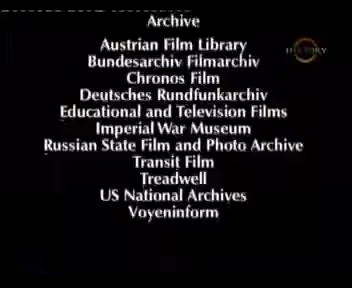 Archive
Austrian Film Library
Bundesarchiv Filmarchiv
Chronos Film
Deutsches Rundfunkarchiv
Educational and Television Films
Imperial War Museum
Russian State Film and Photo Archive
Transit Film
Treadwell
US National Archives
Voyeninform
HISTORY